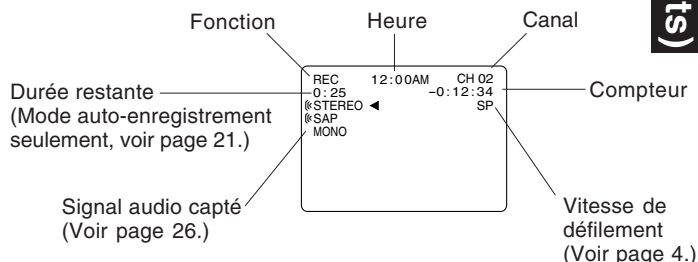 Fonction
Heure
Canal
ts)
REC 12:00AM CH 02
0:25 -0:12:34
STEREO ◀ SP
SAP
MONO
Durée restante
(Mode auto-enregistrement
seulement, voir page 21.)
Compteur
Signal audio capté
(Voir page 26.)
Vitesse de
défilement
(Voir page 4.)